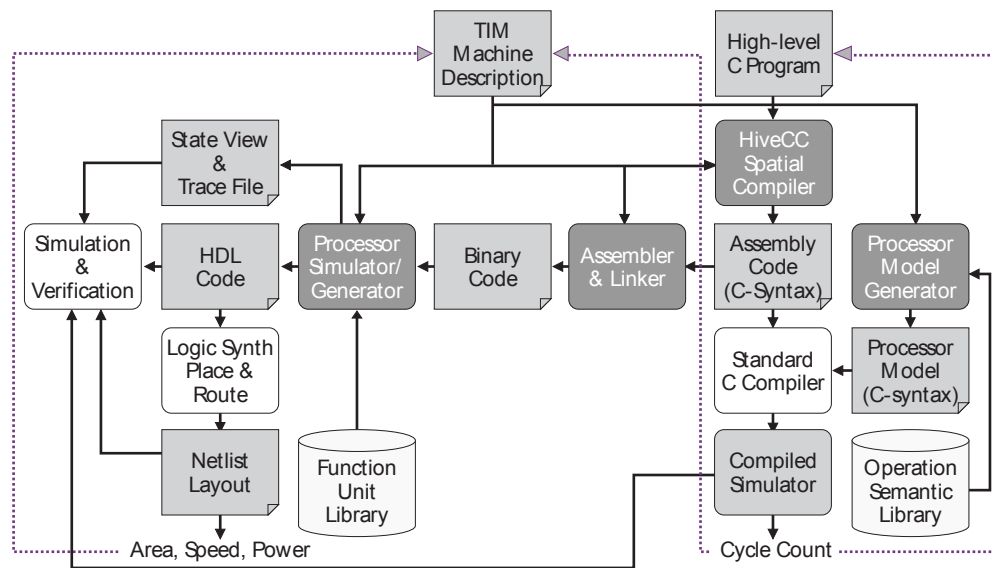 TIM
Machine
Description
High-level
C Program
State View
&
Trace File
HiveCC
Spatial
Compiler
Simulation
&
Verification
HDL
Code
Processor
Simulator/
Generator
Binary
Code
Assembler
& Linker
Assembly
Code
(C-Syntax)
Processor
Model
Generator
Logic Synth
Place &
Route
Standard
C Compiler
Processor
Model
(C-syntax)
Netlist
Layout
Function
Unit
Library
Compiled
Simulator
Operation
Semantic
Library
Area, Speed, Power
Cycle Count